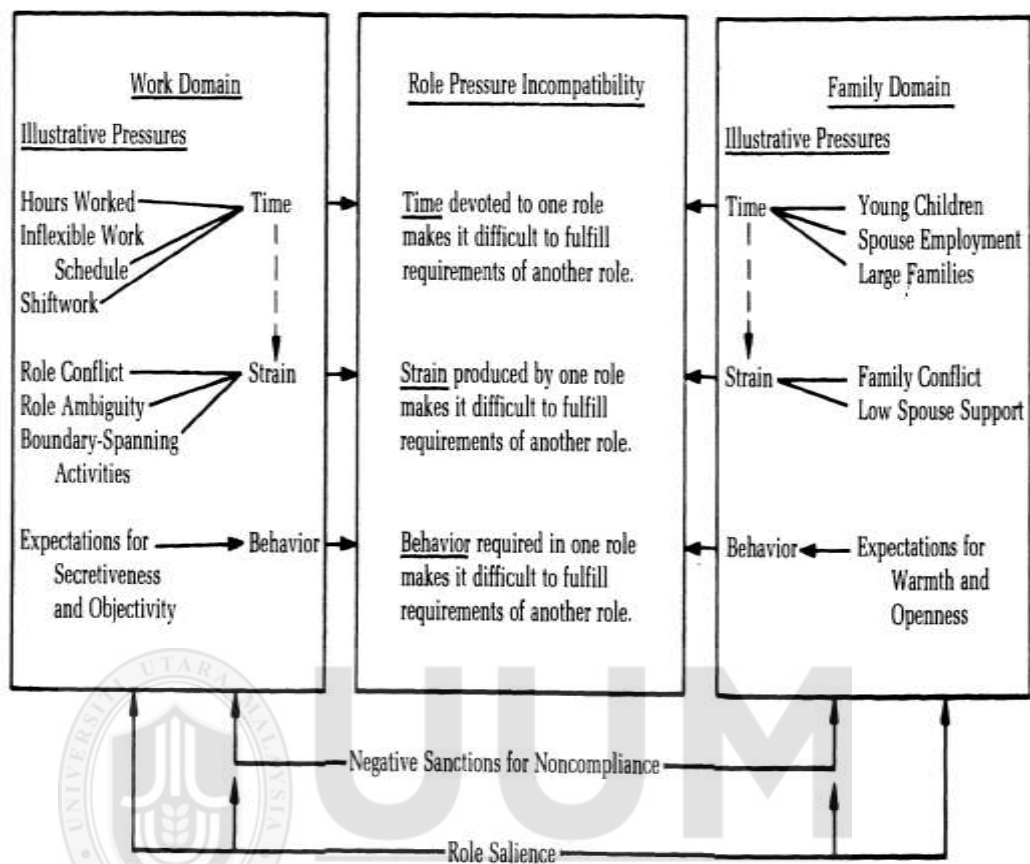 Work Domain
Illustrative Pressures
Hours Worked
Inflexible Work
Schedule
Shiftwork
Time
Role Conflict
Role Ambiguity
Boundary-Spanning
Activities
Strain
Expectations for
Secretiveness
and Objectivity
Behavior
Role Pressure Incompatibility
Time devoted to one role
makes it difficult to fulfill
requirements of another role.
Strain produced by one role
makes it difficult to fulfill
requirements of another role.
Behavior required in one role
makes it difficult to fulfill
requirements of another role.
Family Domain
Illustrative Pressures
Time
Young Children
Spouse Employment
Large Families
Strain
Family Conflict
Low Spouse Support
Behavior
Expectations for
Warmth and
Openness
Negative Sanctions for Noncompliance
Role Salience
UNIVERSITI UTARA MALAYSIA
UUM